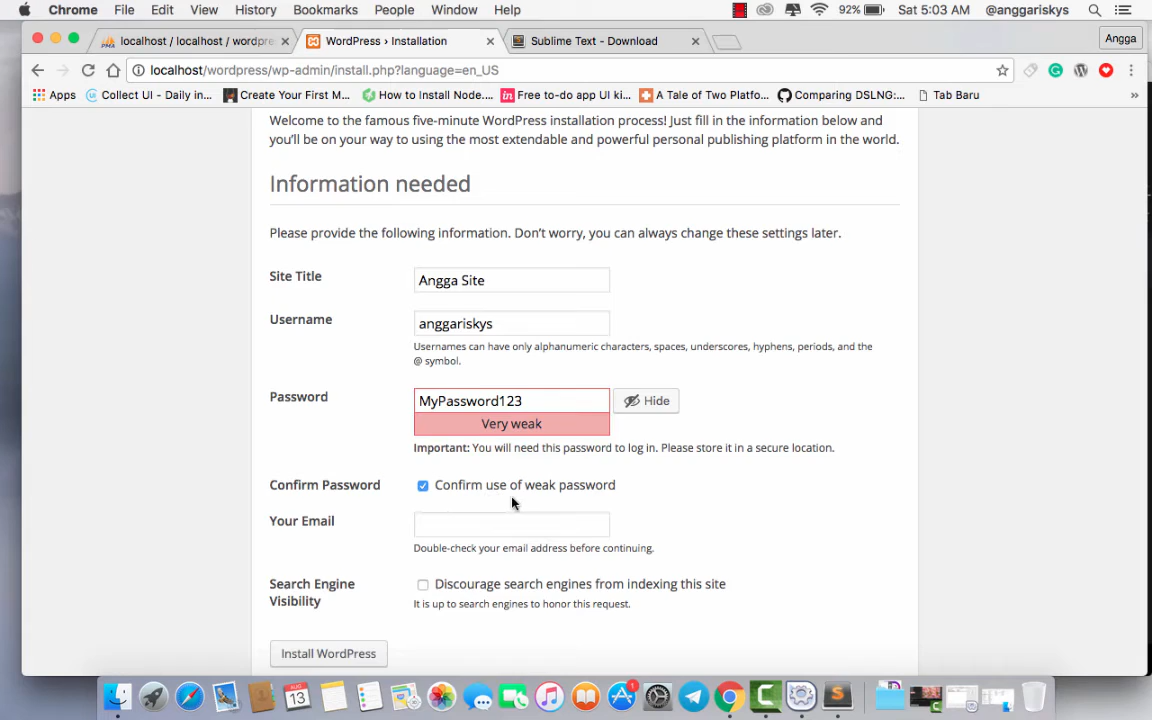 Chrome File Edit View History Bookmarks People Window Help 92% Sat 5:03 AM @anggariskys
localhost / localhost / wordpre WordPress › Installation Sublime Text - Download Angga
localhost/wordpress/wp-admin/install.php?language=en_US
Apps Collect UI - Daily in... Create Your First M... How to Install Node.... Free to-do app UI ki... A Tale of Two Platfo... Comparing DSLNG:... Tab Baru »
Welcome to the famous five-minute WordPress installation process! Just fill in the information below and
you'll be on your way to using the most extendable and powerful personal publishing platform in the world.
Information needed
Please provide the following information. Don't worry, you can always change these settings later.
Site Title Angga Site
Username anggariskys
Usernames can have only alphanumeric characters, spaces, underscores, hyphens, periods, and the
@ symbol.
Password MyPassword123 Hide
Very weak
Important: You will need this password to log in. Please store it in a secure location.
Confirm Password Confirm use of weak password
Your Email
Double-check your email address before continuing.
Search Engine
Visibility
Discourage search engines from indexing this site
It is up to search engines to honor this request.
Install WordPress
AUG
13
1